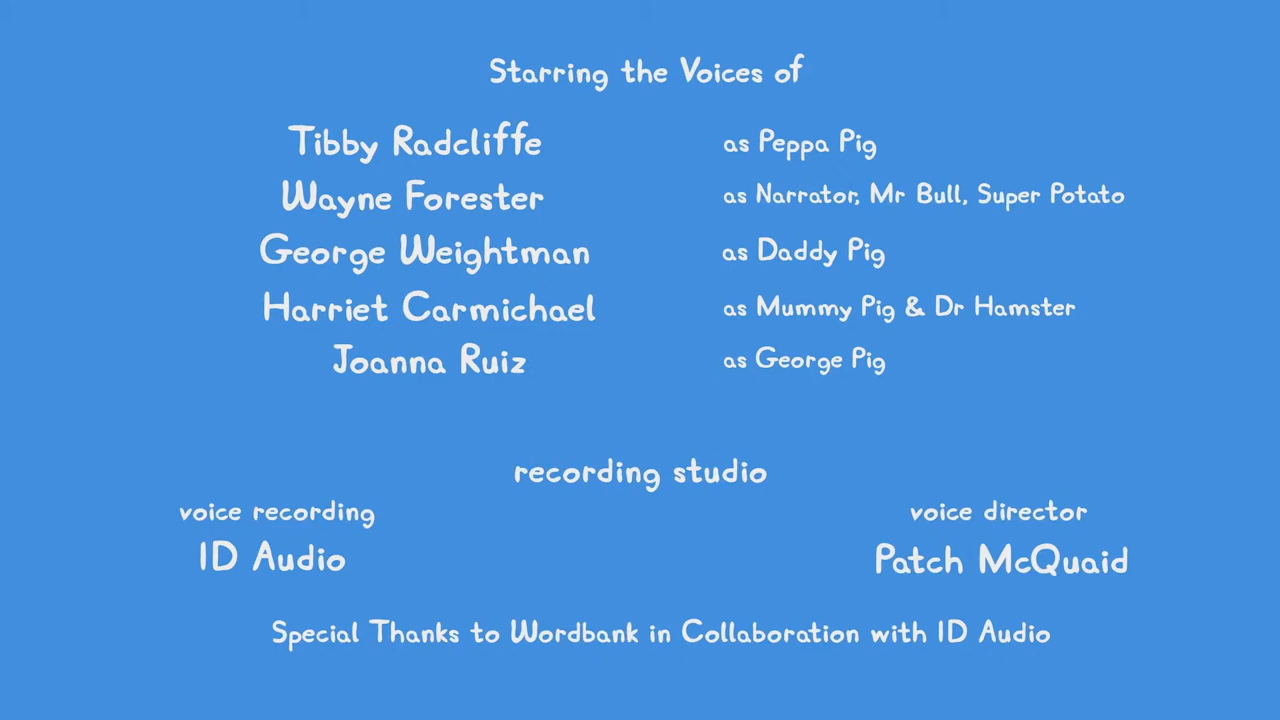 Starring the Voices of
Tibby Radcliffe as Peppa Pig
Wayne Forester as Narrator, Mr Bull, Super Potato
George Weightman as Daddy Pig
Harriet Carmichael as Mummy Pig & Dr Hamster
Joanna Ruiz as George Pig
recording studio
voice recording
ID Audio
voice director
Patch McQuaid
Special Thanks to Wordbank in Collaboration with ID Audio